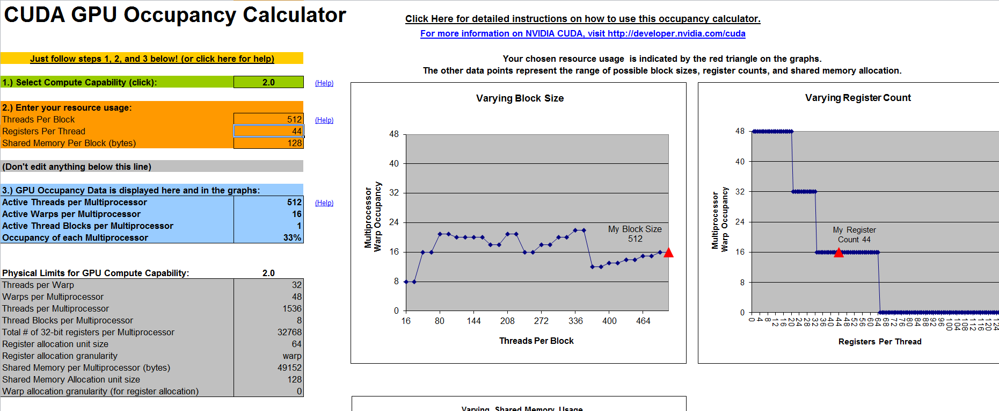 CUDA GPU Occupancy Calculator
Click Here for detailed instructions on how to use this occupancy calculator.
For more information on NVIDIA CUDA, visit http://developer.nvidia.com/cuda
Just follow steps 1, 2, and 3 below! (or click here for help)
Your chosen resource usage is indicated by the red triangle on the graphs.
The other data points represent the range of possible block sizes, register counts, and shared memory allocation.
1.) Select Compute Capability (click): 2.0 (Help)
2.) Enter your resource usage:
Threads Per Block 512 (Help)
Registers Per Thread 44
Shared Memory Per Block (bytes) 128
(Don't edit anything below this line)
3.) GPU Occupancy Data is displayed here and in the graphs:
Active Threads per Multiprocessor 512 (Help)
Active Warps per Multiprocessor 16
Active Thread Blocks per Multiprocessor 1
Occupancy of each Multiprocessor 33%
Physical Limits for GPU Compute Capability: 2.0
Threads per Warp 32
Warps per Multiprocessor 48
Threads per Multiprocessor 1536
Thread Blocks per Multiprocessor 8
Total # of 32-bit registers per Multiprocessor 32768
Register allocation unit size 64
Register allocation granularity warp
Shared Memory per Multiprocessor (bytes) 49152
Shared Memory Allocation unit size 128
Warp allocation granularity (for register allocation) 0
Varying Block Size
48
40
32
24
16
8
0
Multiprocessor
Warp Occupancy
My Block Size
512
16 80 144 208 272 336 400 464
Threads Per Block
Varying Register Count
48
40
32
24
16
8
0
Multiprocessor
Warp Occupancy
My Register
Count 44
0 4 8 12 16 20 24 28 32 36 40 44 48 52 56 60 64 68 72 76 80 84 88 92 96 100 104 108 112 116 120 124
Registers Per Thread
Varying Shared Memory Usage